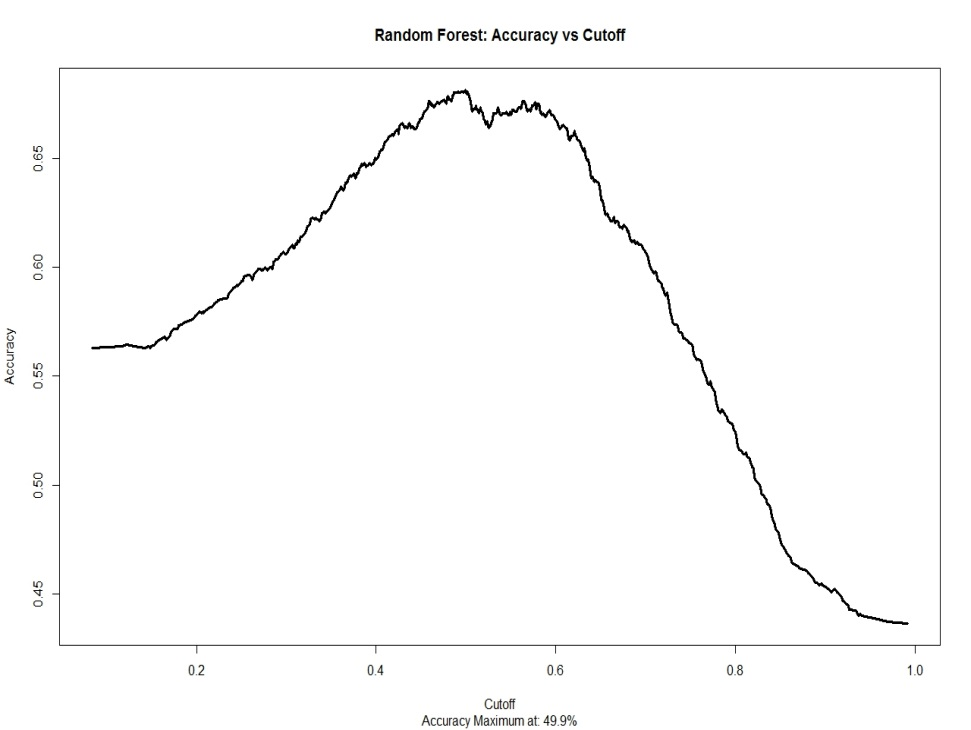 Random Forest: Accuracy vs Cutoff
Accuracy
0.65
0.60
0.55
0.50
0.45
0.2 0.4 0.6 0.8 1.0
Cutoff
Accuracy Maximum at: 49.9%